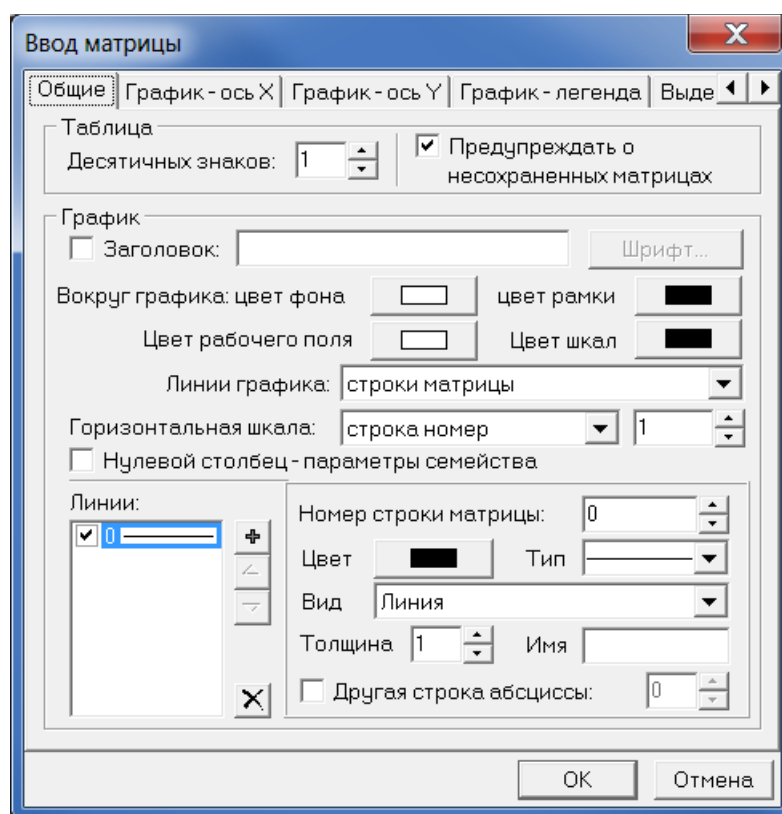 Ввод матрицы
Общие График - ось X График - ось Y График - легенда Выде
Таблица
Десятичных знаков: 1 Предупреждать о
несохраненных матрицах
График
Заголовок: Шрифт...
Вокруг графика: цвет фона цвет рамки
Цвет рабочего поля Цвет шкал
Линии графика: строки матрицы
Горизонтальная шкала: строка номер 1
Нулевой столбец - параметры семейства
Линии:
0
Номер строки матрицы: 0
Цвет Тип
Вид Линия
Толщина 1 Имя
Другая строка абсциссы: 0
OK Отмена